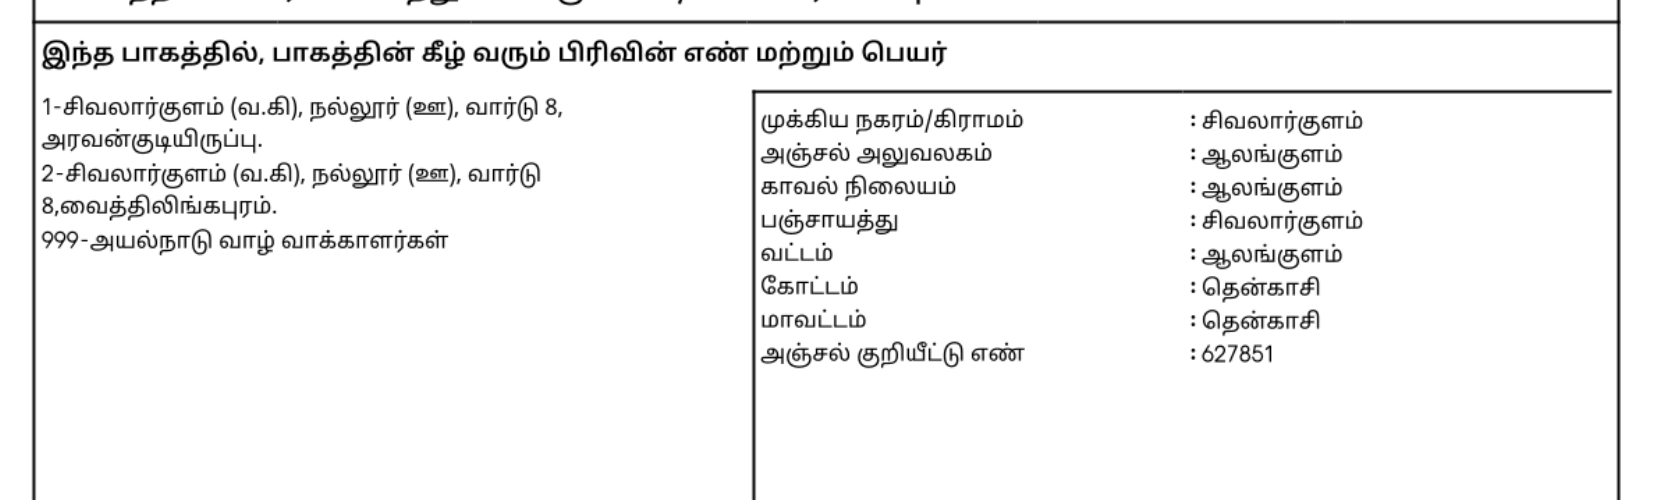 இந்த பாகத்தில், பாகத்தின் கீழ் வரும் பிரிவின் எண் மற்றும் பெயர்
1-சிவலார்குளம் (வ.கி), நல்லூர் (ஊ), வார்டு 8,
அரவன்குடியிருப்பு.
2-சிவலார்குளம் (வ.கி), நல்லூர் (ஊ), வார்டு
8,வைத்திலிங்கபுரம்.
999-அயல்நாடு வாழ் வாக்காளர்கள்
முக்கிய நகரம்/கிராமம் : சிவலார்குளம்
அஞ்சல் அலுவலகம் : ஆலங்குளம்
காவல் நிலையம் : ஆலங்குளம்
பஞ்சாயத்து : சிவலார்குளம்
வட்டம் : ஆலங்குளம்
கோட்டம் : தென்காசி
மாவட்டம் : தென்காசி
அஞ்சல் குறியீட்டு எண் : 627851